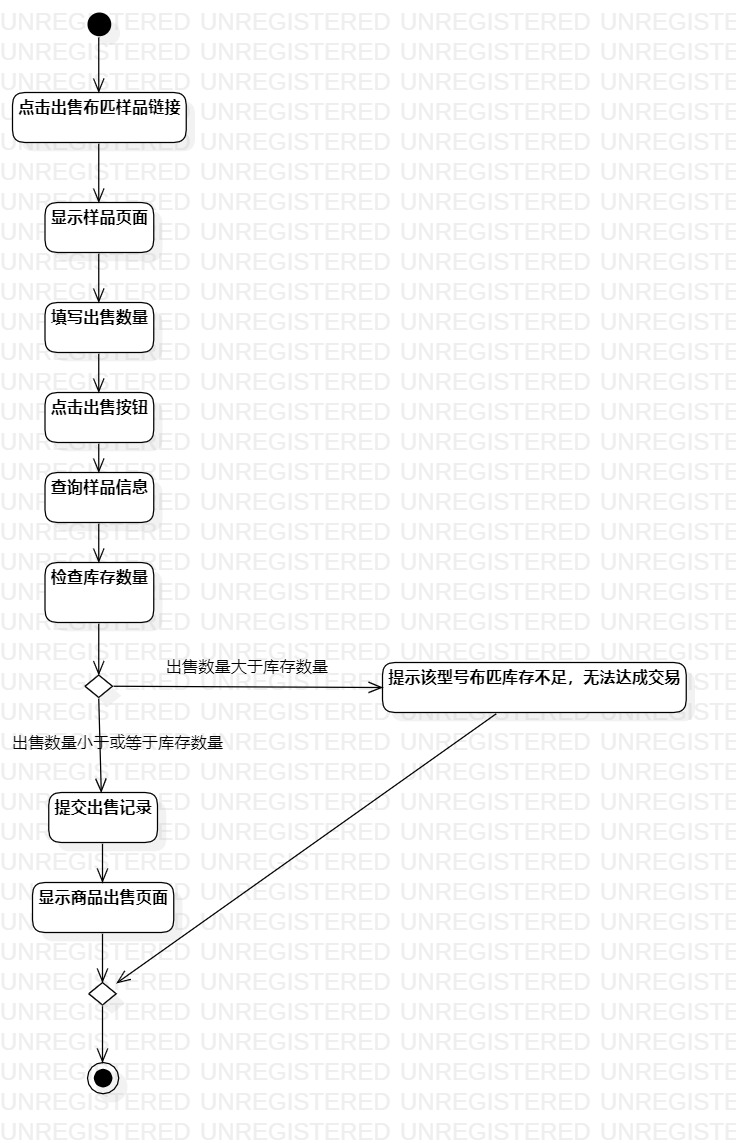 点击出售布匹样品链接
显示样品页面
填写出售数量
点击出售按钮
查询样品信息
检查库存数量
出售数量大于库存数量
提示该型号布匹库存不足，无法达成交易
出售数量小于或等于库存数量
提交出售记录
显示商品出售页面